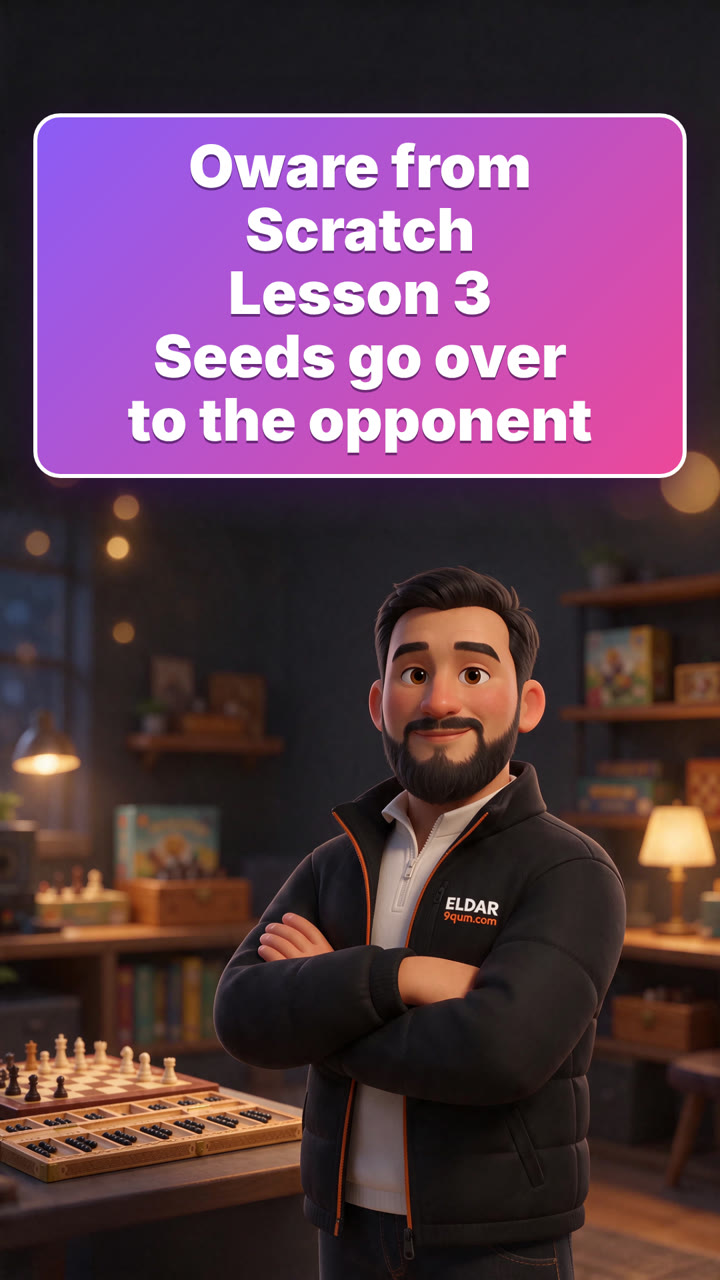 Oware from
Scratch
Lesson 3
Seeds go over
to the opponent
ELDAR
9qum.com